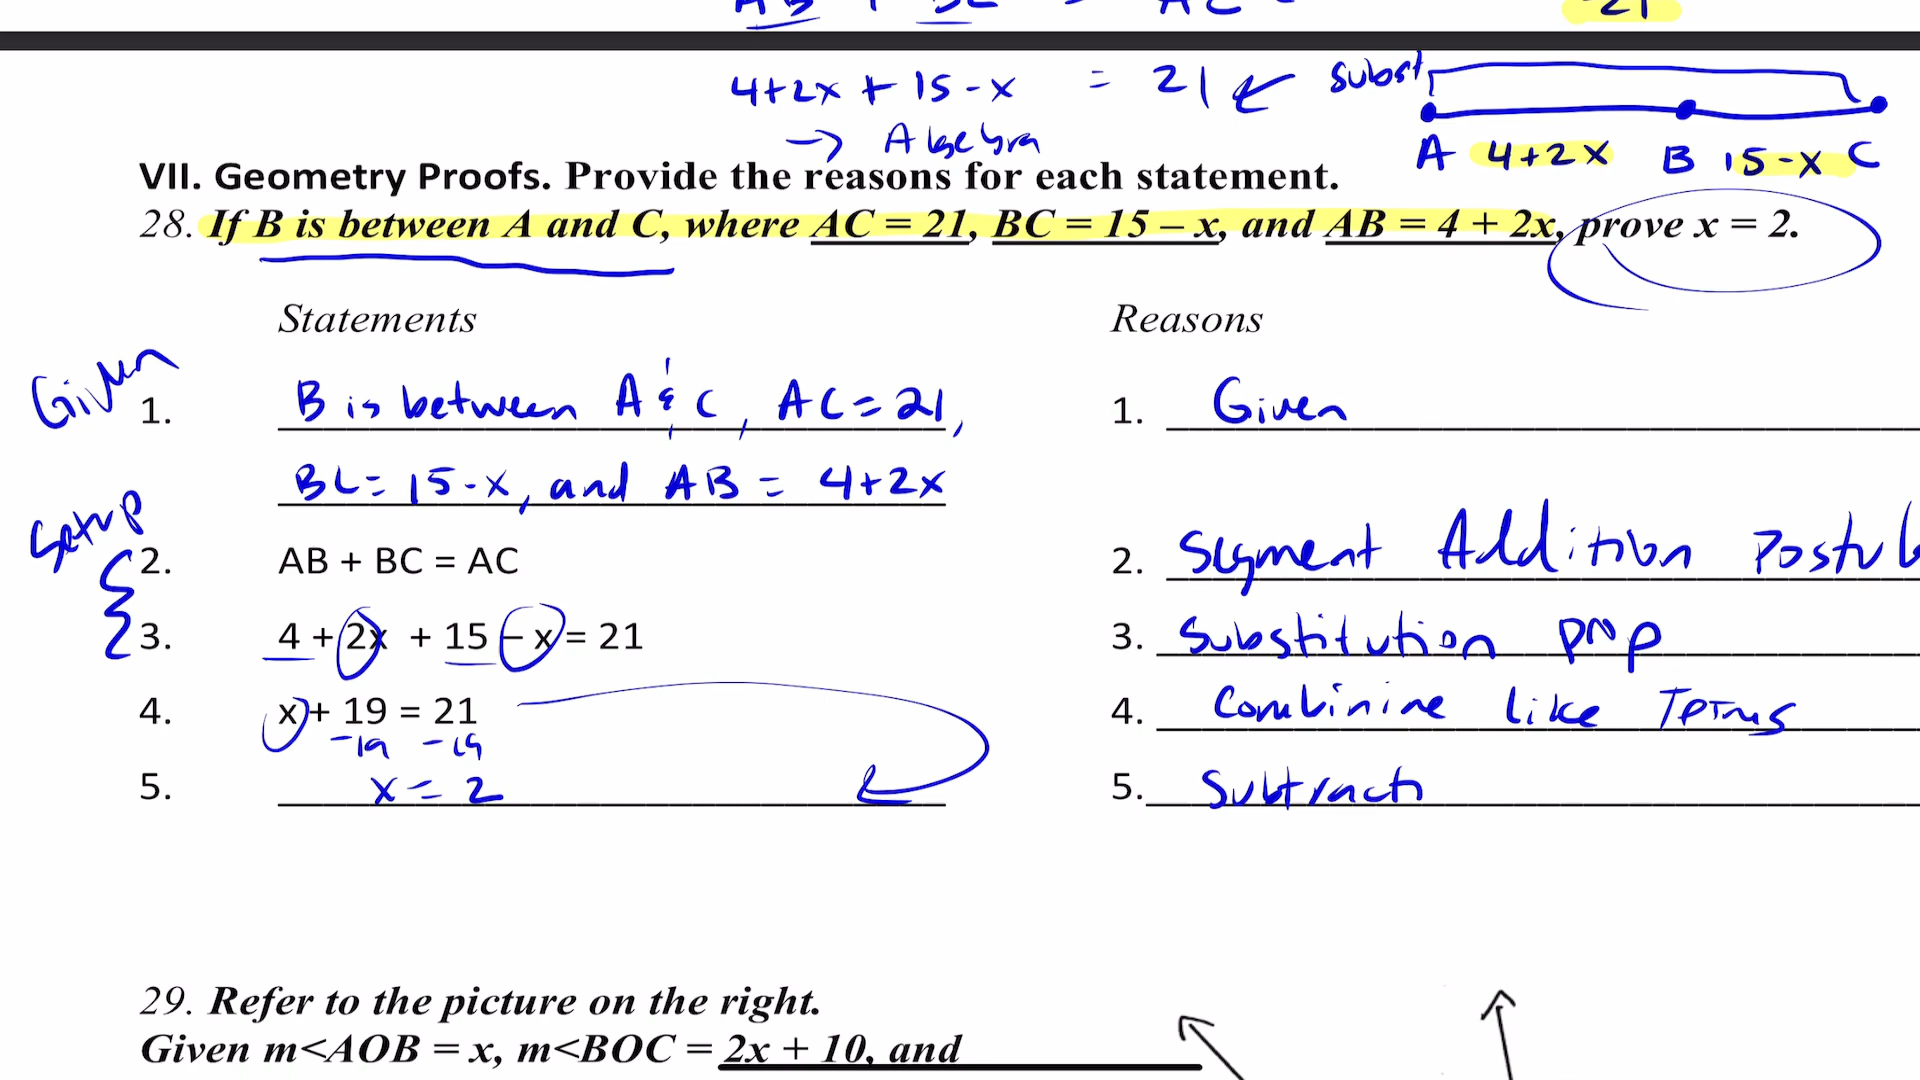 AB + BC = AC
21
4+2x + 15-x = 21 ← subst
→ Algebra
A 4+2x B 15-x C
VII. Geometry Proofs. Provide the reasons for each statement.
28. If B is between A and C, where AC = 21, BC = 15 – x, and AB = 4 + 2x, prove x = 2.
Statements Reasons
Given
1. B is between A & C, AC = 21, 1. Given
BC = 15-x, and AB = 4+2x
Setup
2. AB + BC = AC 2. Segment Addition Postul
3. 4 + 2x + 15 – x = 21 3. Substitution prop
4. x + 19 = 21 4. Combining like Terms
-19 -19
5. x = 2 5. Subtract
29. Refer to the picture on the right.
Given m<AOB = x, m<BOC = 2x + 10, and